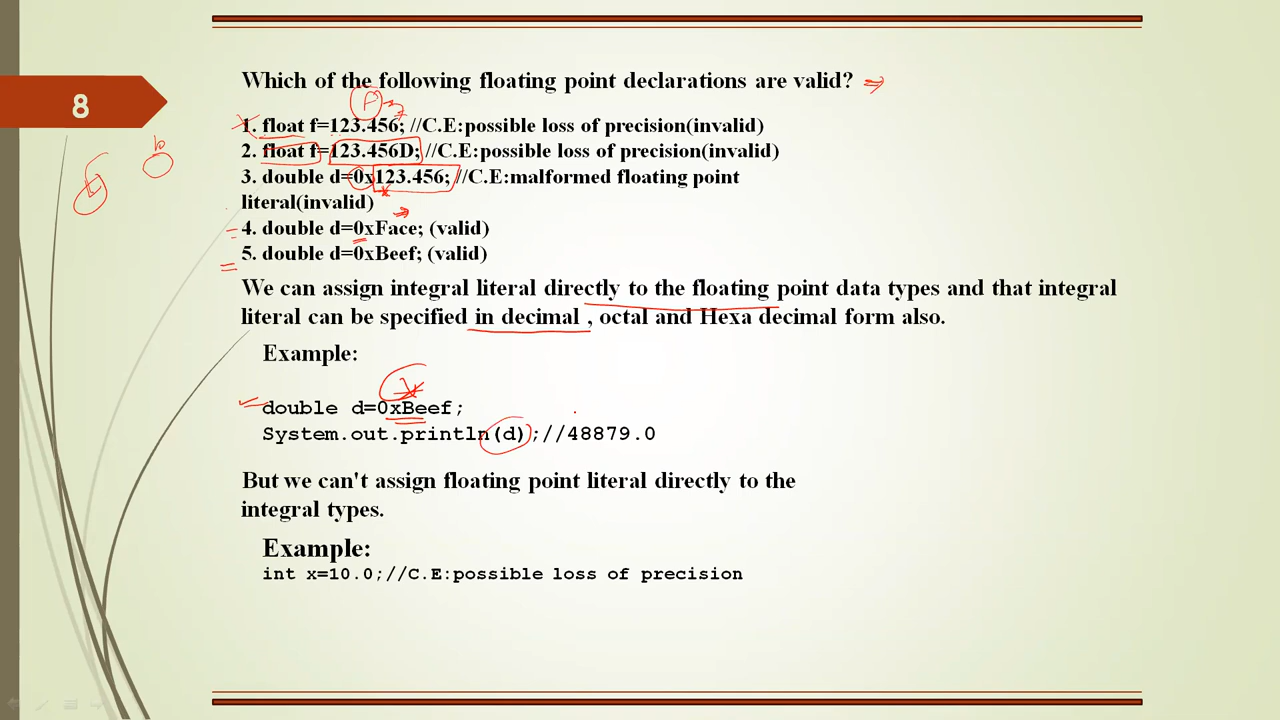 8
Which of the following floating point declarations are valid?
F
1. float f=123.456; //C.E:possible loss of precision(invalid)
2. float f=123.456D; //C.E:possible loss of precision(invalid)
3. double d=0x123.456; //C.E:malformed floating point
literal(invalid)
4. double d=0xFace; (valid)
5. double d=0xBeef; (valid)
We can assign integral literal directly to the floating point data types and that integral
literal can be specified in decimal , octal and Hexa decimal form also.
Example:
double d=0xBeef;
System.out.println(d);//48879.0
But we can't assign floating point literal directly to the
integral types.
Example:
int x=10.0;//C.E:possible loss of precision